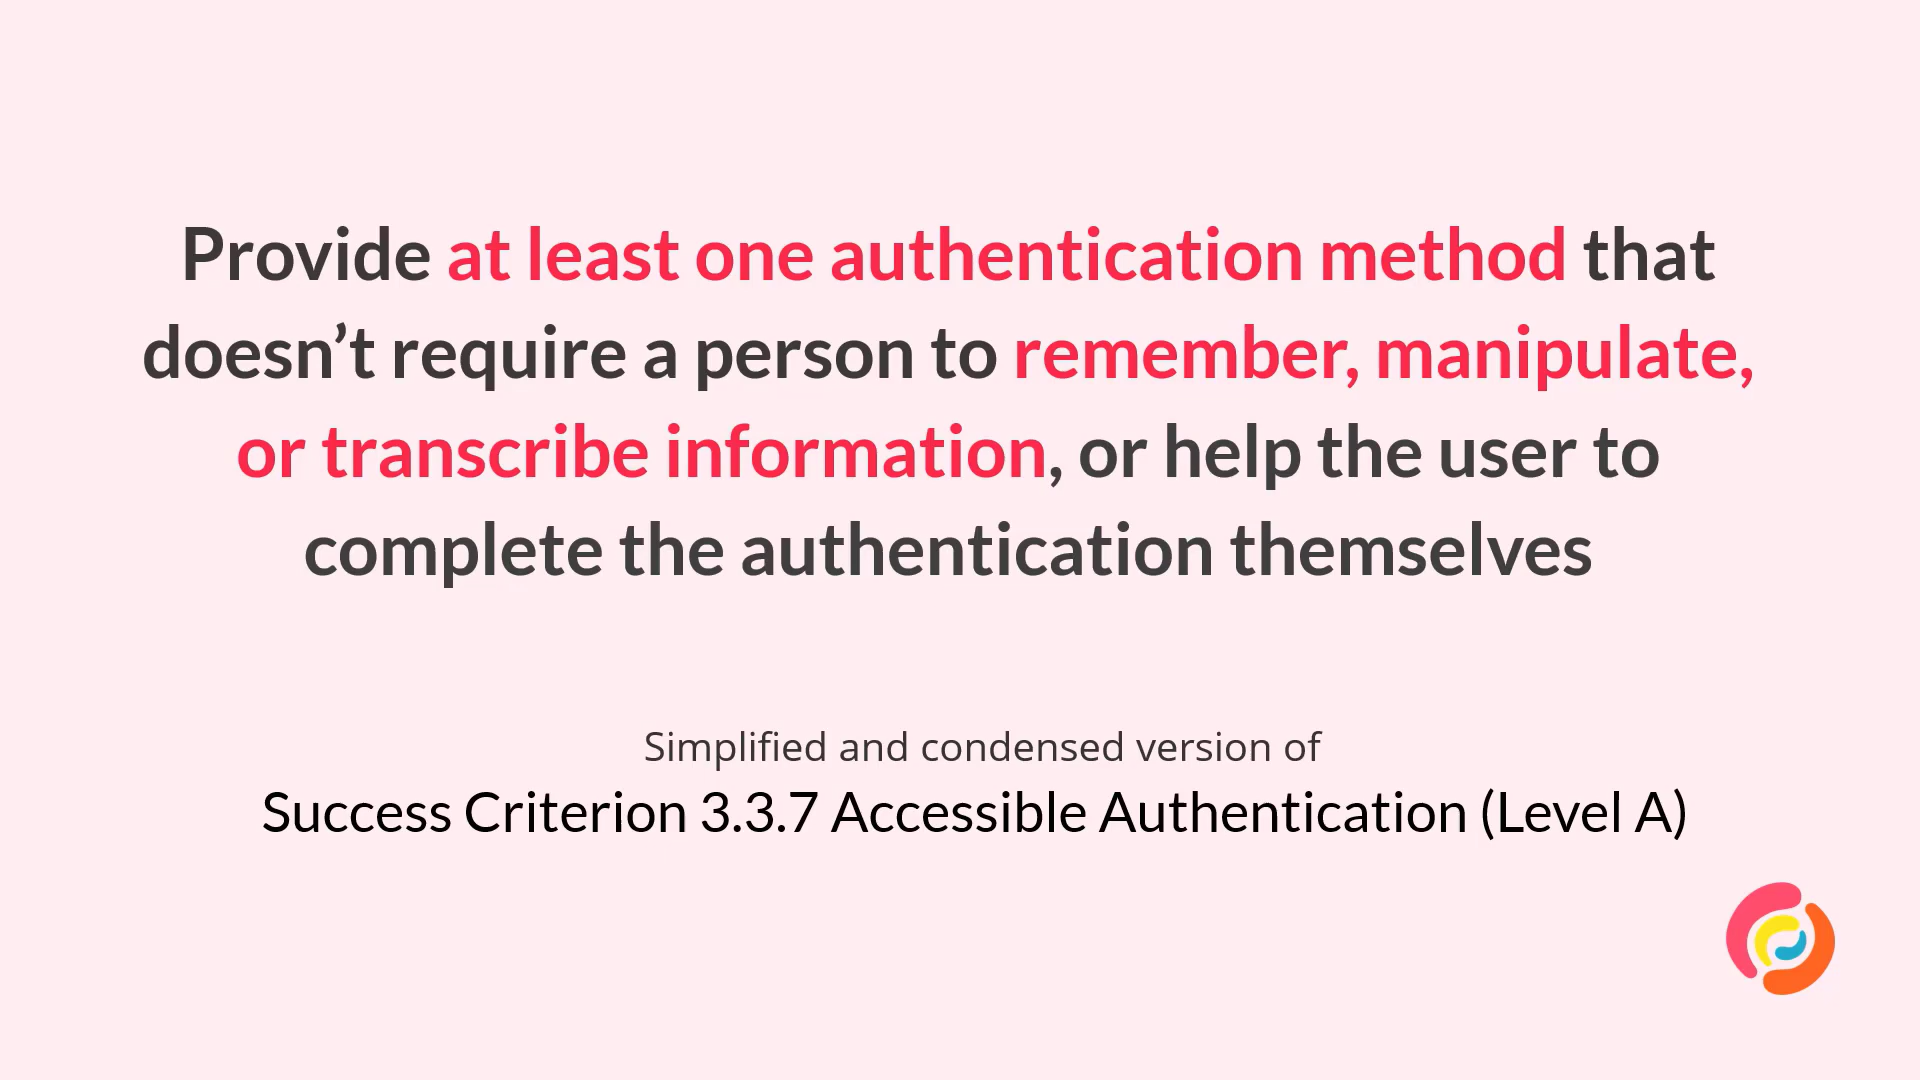 Provide at least one authentication method that
doesn’t require a person to remember, manipulate,
or transcribe information, or help the user to
complete the authentication themselves
Simplified and condensed version of
Success Criterion 3.3.7 Accessible Authentication (Level A)